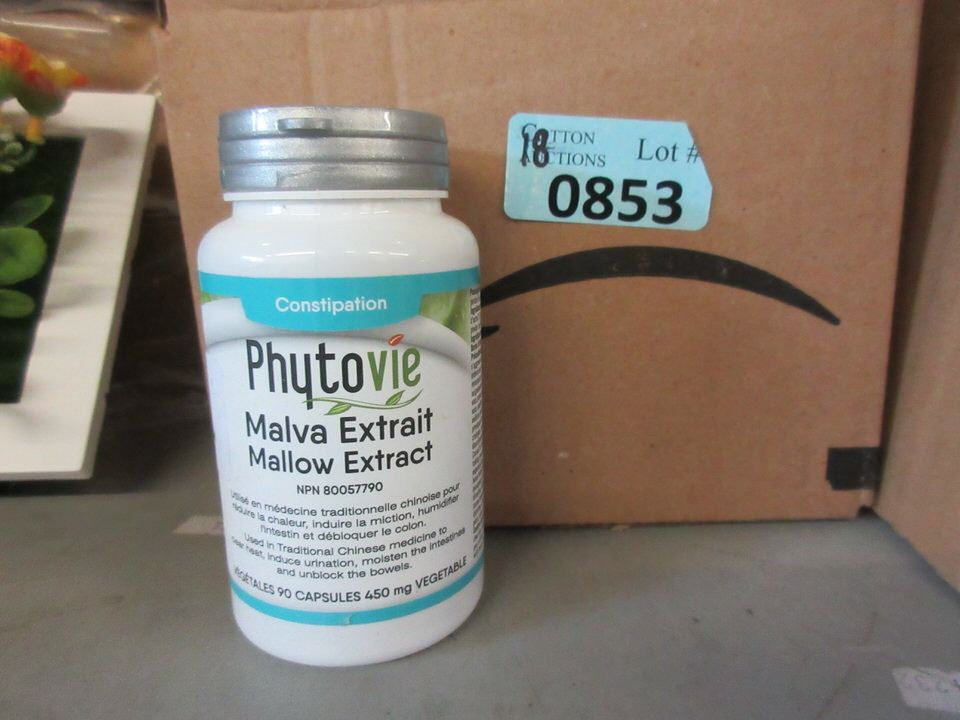 18
COTTON
AUCTIONS
Lot #
0853
Constipation
Phytovie
Malva Extrait
Mallow Extract
NPN 80057790
Utilisé en médecine traditionnelle chinoise pour
réduire la chaleur, induire la miction, humidifier
l'intestin et débloquer le colon.
Used in Traditional Chinese medicine to
clear heat, induce urination, moisten the intestines
and unblock the bowels.
VÉGÉTALES 90 CAPSULES 450 mg VEGETABLE